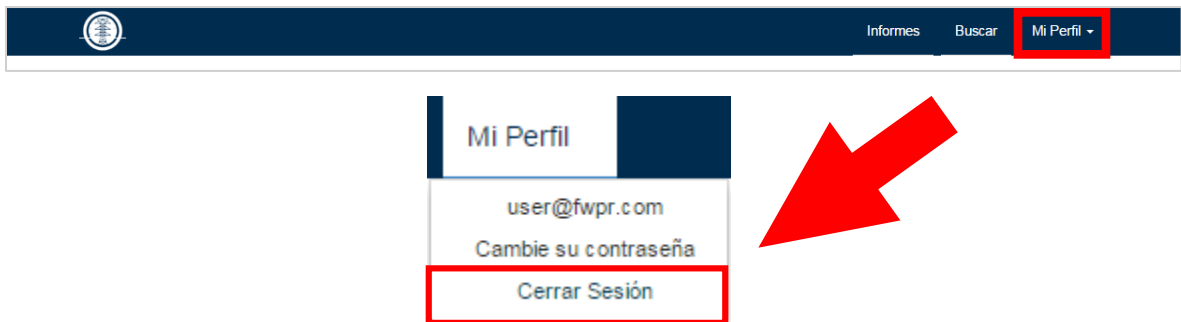 Informes Buscar Mi Perfil
Mi Perfil
user@fwpr.com
Cambie su contraseña
Cerrar Sesión